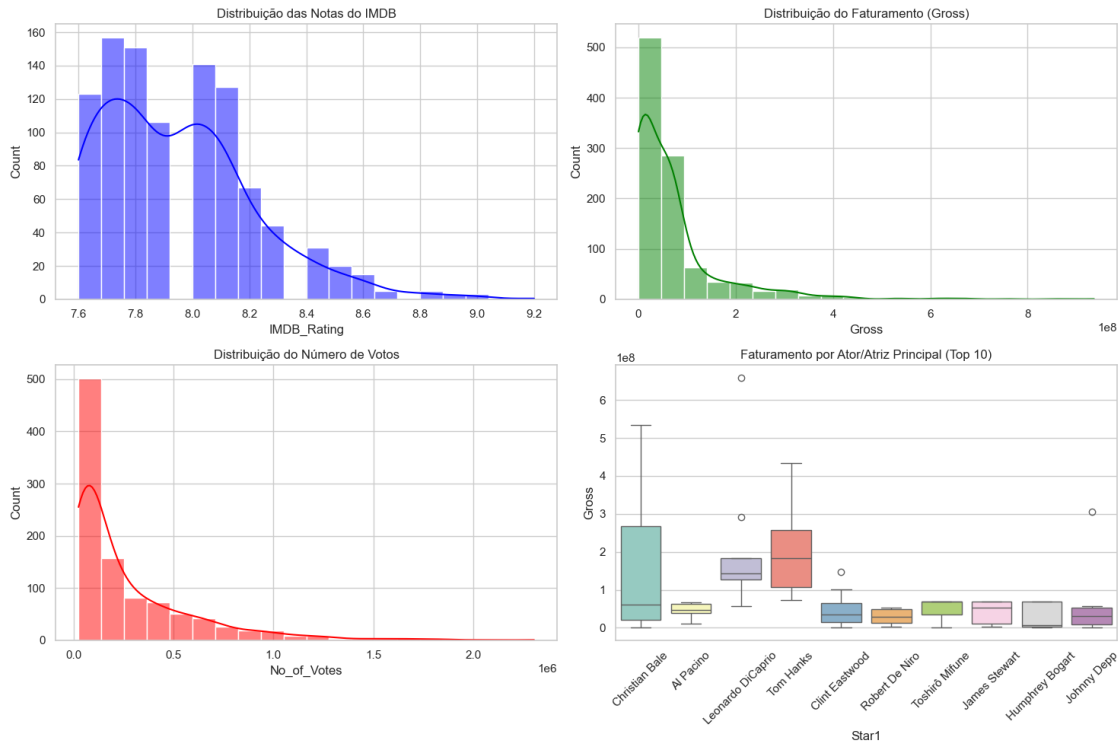 Distribuição das Notas do IMDB
160
140
120
100
80
60
40
20
0
Count
7.6 7.8 8.0 8.2 8.4 8.6 8.8 9.0 9.2
IMDB_Rating
Distribuição do Faturamento (Gross)
500
400
300
200
100
0
Count
0 2 4 6 8
1e8
Gross
Distribuição do Número de Votos
500
400
300
200
100
0
Count
0.0 0.5 1.0 1.5 2.0
1e6
No_of_Votes
Faturamento por Ator/Atriz Principal (Top 10)
1e8
6
5
4
3
2
1
0
Gross
Christian Bale
Al Pacino
Leonardo DiCaprio
Tom Hanks
Clint Eastwood
Robert De Niro
Toshirô Mifune
James Stewart
Humphrey Bogart
Johnny Depp
Star1